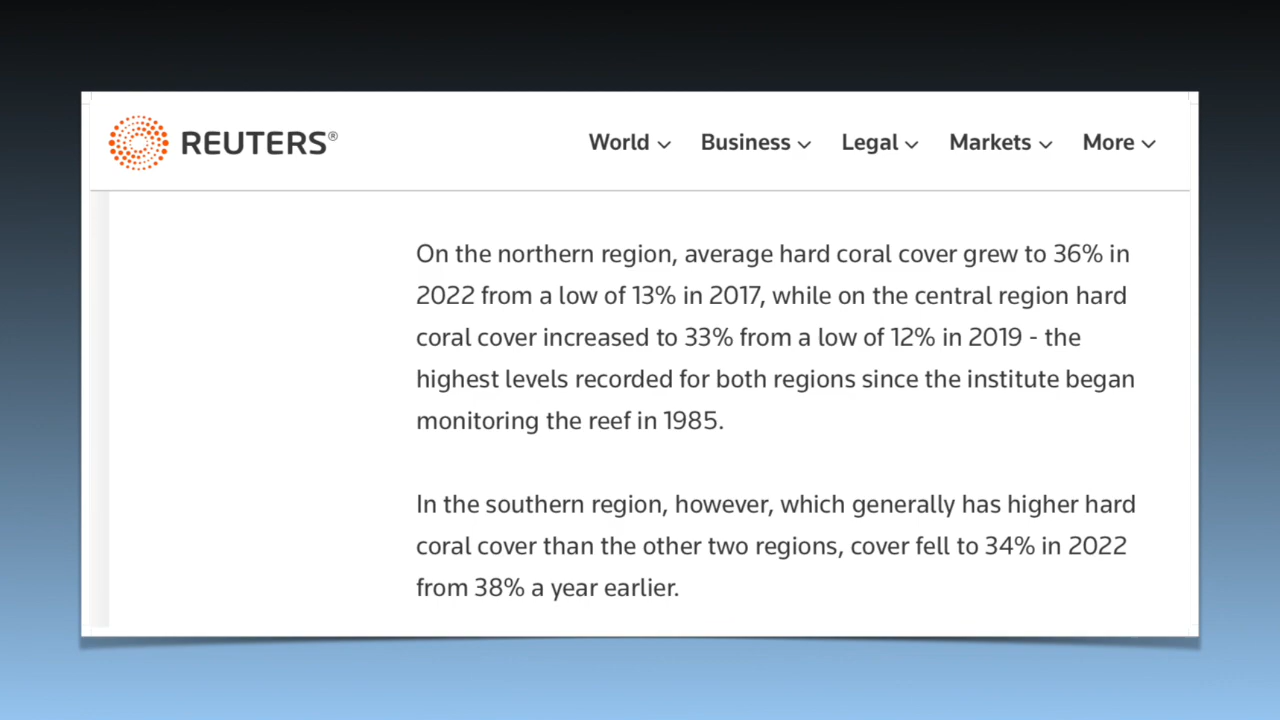 REUTERS®
World Business Legal Markets More
On the northern region, average hard coral cover grew to 36% in
2022 from a low of 13% in 2017, while on the central region hard
coral cover increased to 33% from a low of 12% in 2019 - the
highest levels recorded for both regions since the institute began
monitoring the reef in 1985.
In the southern region, however, which generally has higher hard
coral cover than the other two regions, cover fell to 34% in 2022
from 38% a year earlier.